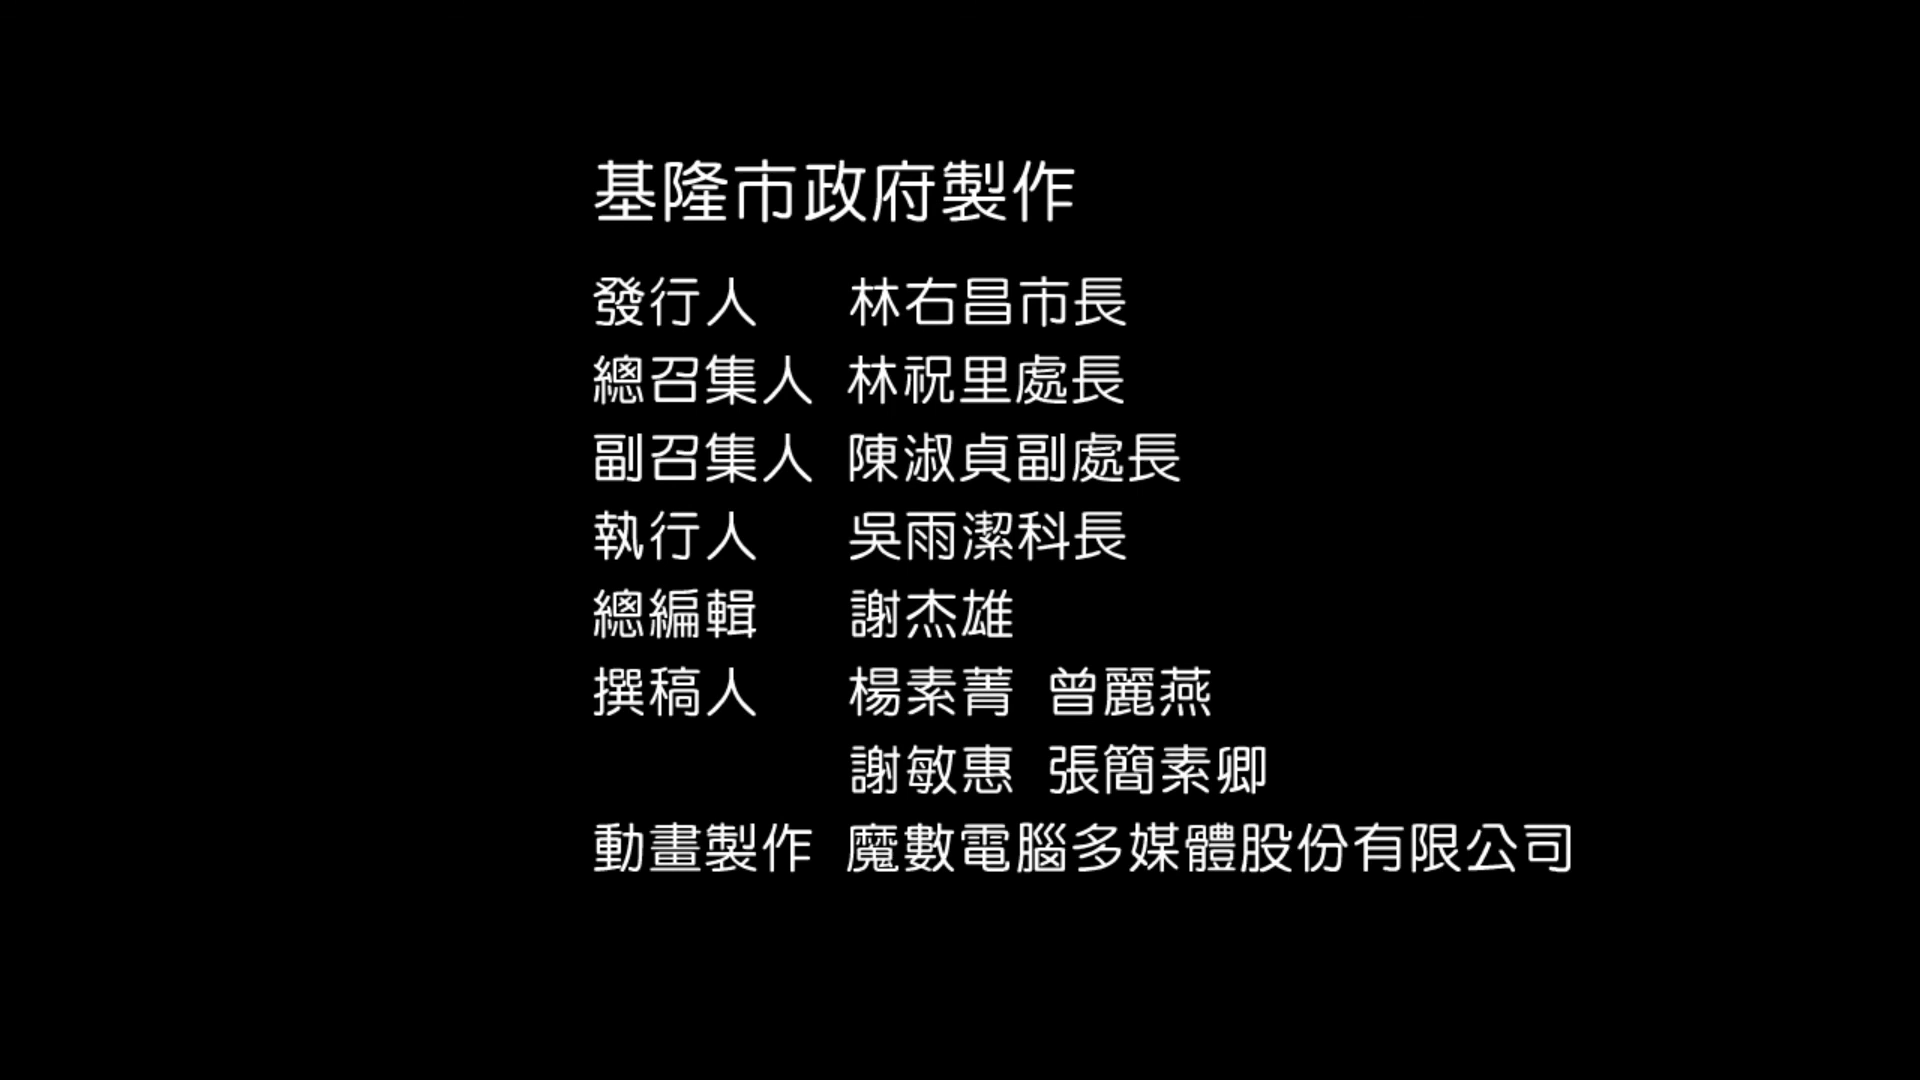 基隆市政府製作
發行人 林右昌市長
總召集人 林祝里處長
副召集人 陳淑貞副處長
執行人 吳雨潔科長
總編輯 謝杰雄
撰稿人 楊素菁 曾麗燕
謝敏惠 張簡素卿
動畫製作 魔數電腦多媒體股份有限公司